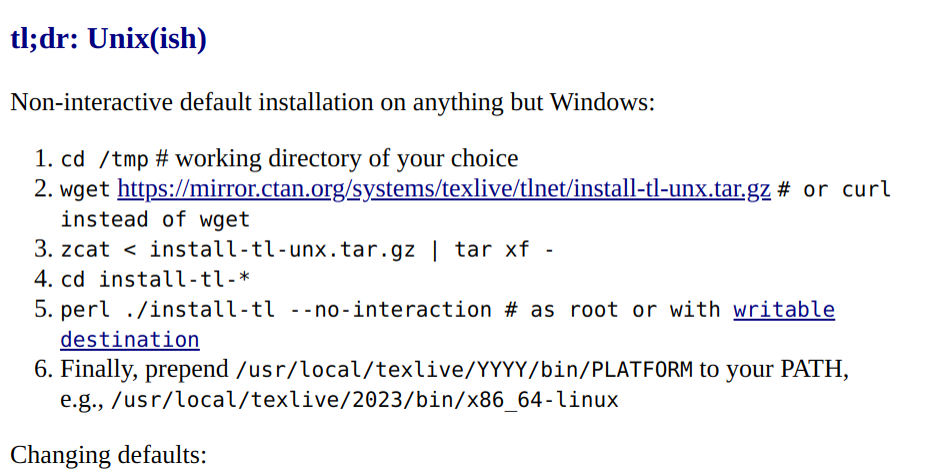 tl;dr: Unix(ish)
Non-interactive default installation on anything but Windows:
1. cd /tmp # working directory of your choice
2. wget https://mirror.ctan.org/systems/texlive/tlnet/install-tl-unx.tar.gz # or curl
instead of wget
3. zcat < install-tl-unx.tar.gz | tar xf -
4. cd install-tl-*
5. perl ./install-tl --no-interaction # as root or with writable
destination
6. Finally, prepend /usr/local/texlive/YYYY/bin/PLATFORM to your PATH,
e.g., /usr/local/texlive/2023/bin/x86_64-linux
Changing defaults: